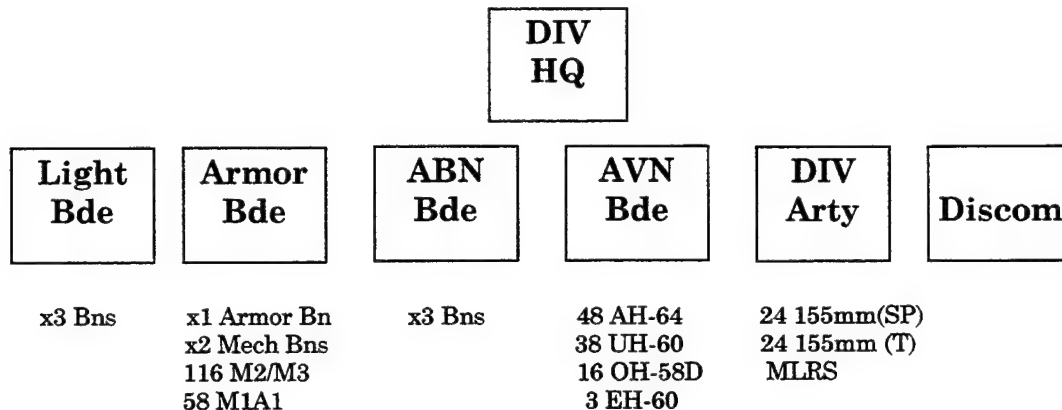 DIV
HQ
Light
Bde
Armor
Bde
ABN
Bde
AVN
Bde
DIV
Arty
Discom
x3 Bns
x1 Armor Bn
x2 Mech Bns
116 M2/M3
58 M1A1
x3 Bns
48 AH-64
38 UH-60
16 OH-58D
3 EH-60
24 155mm(SP)
24 155mm (T)
MLRS